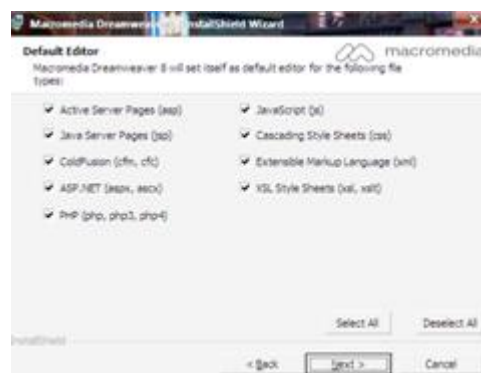 Macromedia Dreamweaver InstallShield Wizard
Default Editor
macromedia
Macromedia Dreamweaver 8 will set itself as default editor for the following file
types:
Active Server Pages (asp)
JavaScript (js)
Java Server Pages (jsp)
Cascading Style Sheets (css)
ColdFusion (cfm, cfc)
Extensible Markup Language (xml)
ASP.NET (aspx, ascx)
XSL Style Sheets (xsl, xslt)
PHP (php, php3, php4)
Select All
Deselect All
InstallShield
< Back
Next >
Cancel